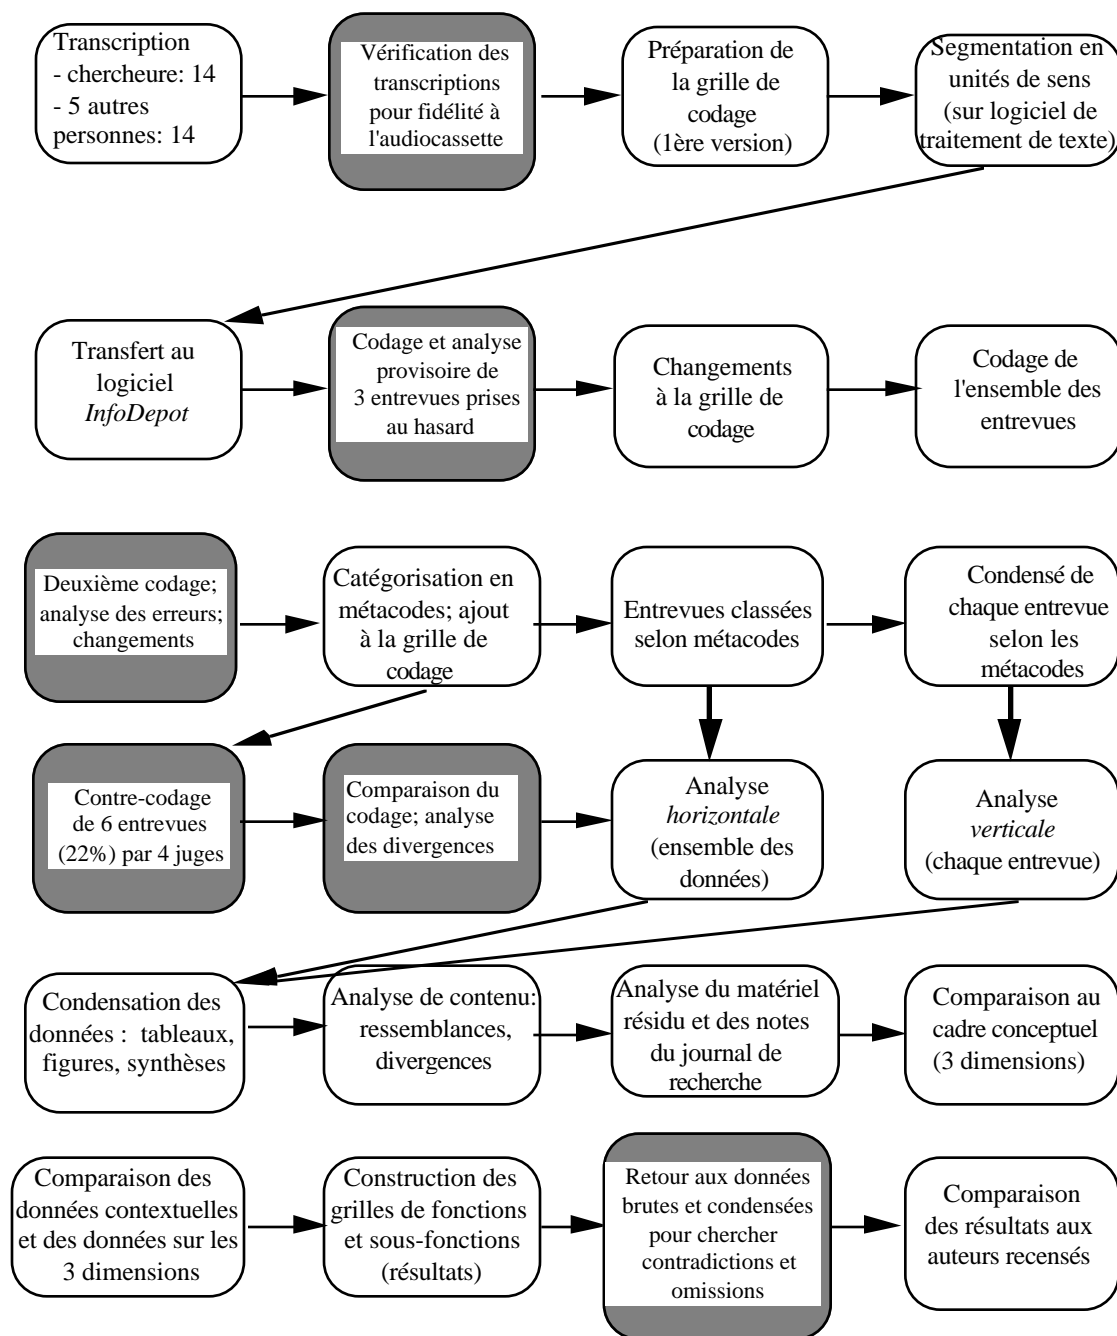 Transcription
- chercheure: 14
- 5 autres
personnes: 14
Vérification des
transcriptions
pour fidélité à
l'audiocassette
Préparation de
la grille de
codage
(1ère version)
Segmentation en
unités de sens
(sur logiciel de
traitement de texte)
Transfert au
logiciel
InfoDepot
Codage et analyse
provisoire de
3 entrevues prises
au hasard
Changements
à la grille de
codage
Codage de
l'ensemble des
entrevues
Deuxième codage;
analyse des erreurs;
changements
Catégorisation en
métacodes; ajout
à la grille de
codage
Entrevues classées
selon métacodes
Condensé de
chaque entrevue
selon les
métacodes
Contre-codage
de 6 entrevues
(22%) par 4 juges
Comparaison du
codage; analyse
des divergences
Analyse
horizontale
(ensemble des
données)
Analyse
verticale
(chaque entrevue)
Condensation des
données : tableaux,
figures, synthèses
Analyse de contenu:
ressemblances,
divergences
Analyse du matériel
résidu et des notes
du journal de
recherche
Comparaison au
cadre conceptuel
(3 dimensions)
Comparaison des
données contextuelles
et des données sur les
3 dimensions
Construction des
grilles de fonctions
et sous-fonctions
(résultats)
Retour aux données
brutes et condensées
pour chercher
contradictions et
omissions
Comparaison
des résultats aux
auteurs recensés